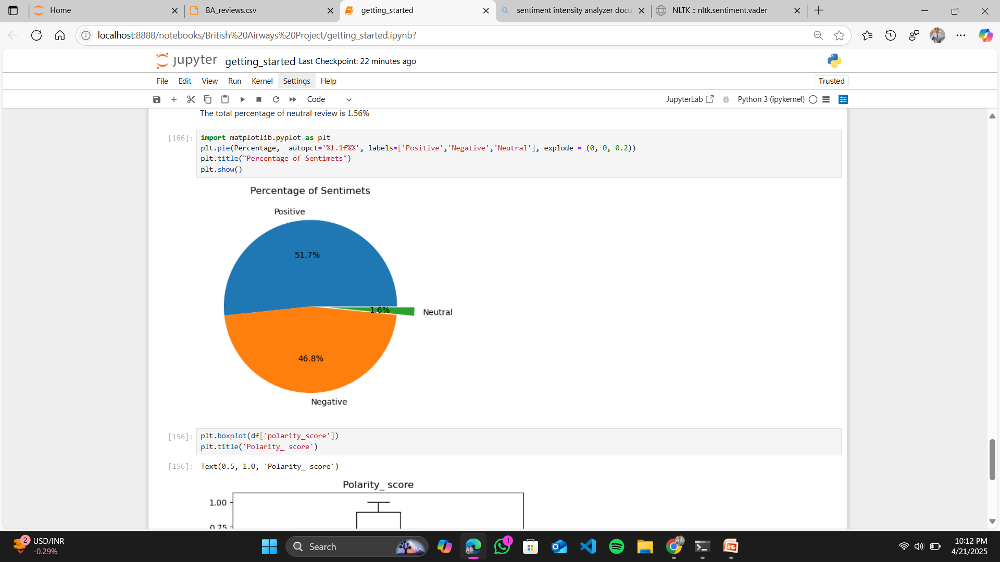 Home
BA_reviews.csv
getting_started
sentiment intensity analyzer docu
NLTK :: nltk.sentiment.vader
localhost:8888/notebooks/British%20Airways%20Project/getting_started.ipynb?
jupyter getting_started Last Checkpoint: 22 minutes ago
File Edit View Run Kernel Settings Help
Trusted
Code
JupyterLab
Python 3 (ipykernel)
The total percentage of neutral review is 1.56%
[166]:
import matplotlib.pyplot as plt
plt.pie(Percentage,  autopct='%1.1f%%', labels=['Positive','Negative','Neutral'], explode = (0, 0, 0.2))
plt.title("Percentage of Sentimets")
plt.show()
Percentage of Sentimets
Positive
51.7%
1.6%
Neutral
46.8%
Negative
[156]:
plt.boxplot(df['polarity_score'])
plt.title('Polarity_ score')
[156]:
Text(0.5, 1.0, 'Polarity_ score')
Polarity_ score
1.00
0.75
2
USD/INR
-0.29%
Search
1
10:12 PM
4/21/2025